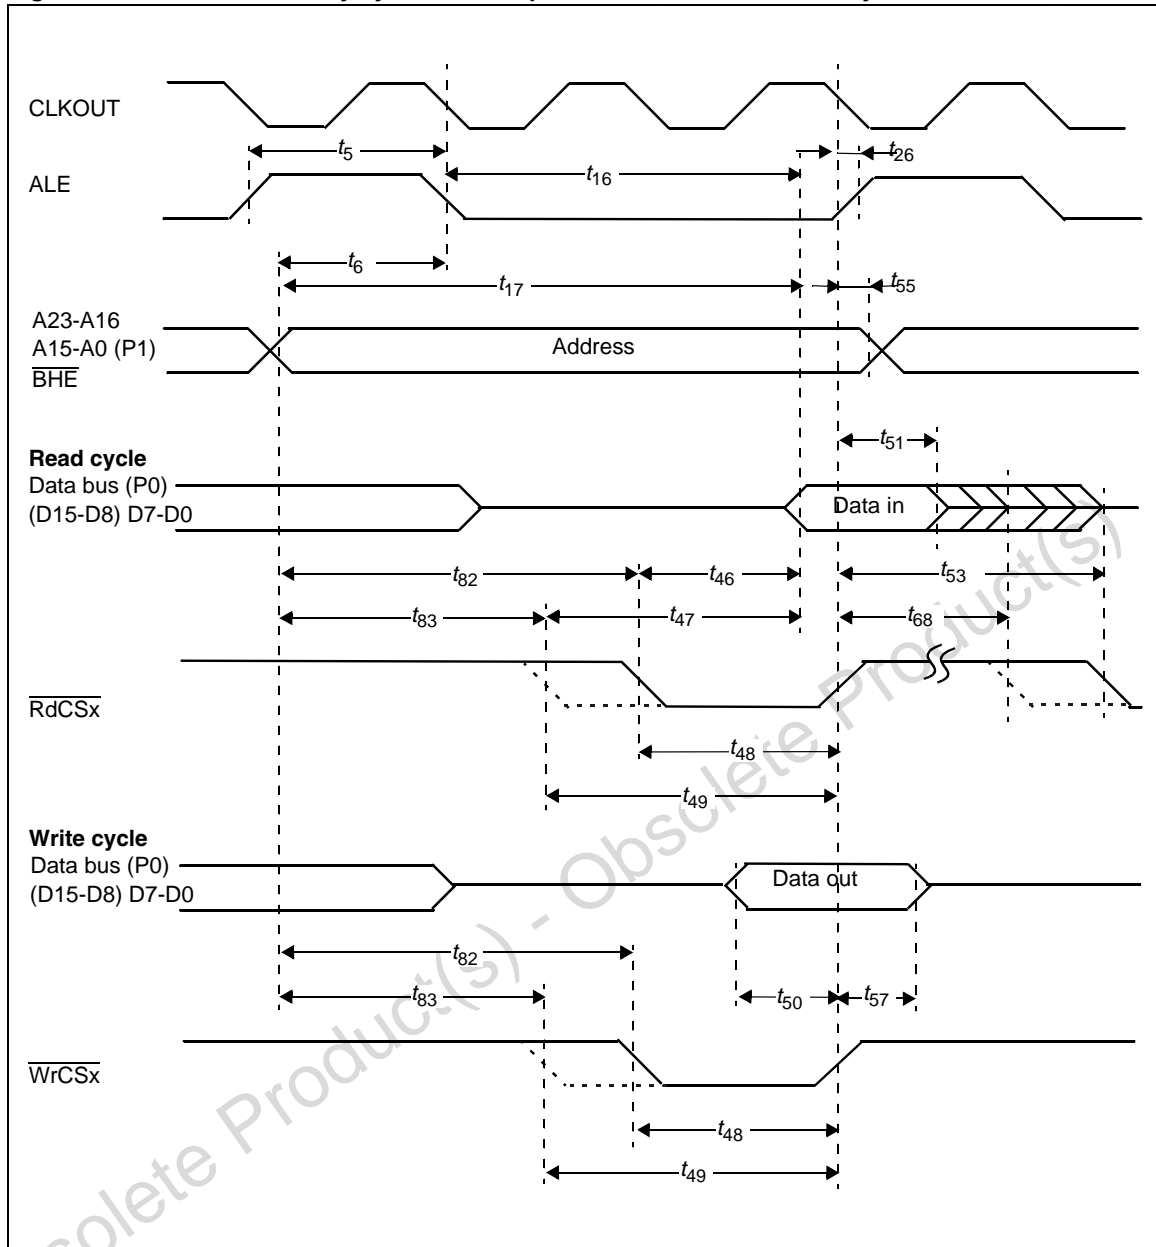 CLKOUT
t5
t26
ALE
t16
t6
t17
t55
A23-A16
A15-A0 (P1)
Address
BHE
t51
Read cycle
Data bus (P0)
(D15-D8) D7-D0
Data in
t82
t46
t53
t83
t47
t68
RdCSx
t48
t49
Write cycle
Data bus (P0)
(D15-D8) D7-D0
Data out
t82
t83
t50
t57
WrCSx
t48
t49
solete Product(s) - Obsolete Product(s)